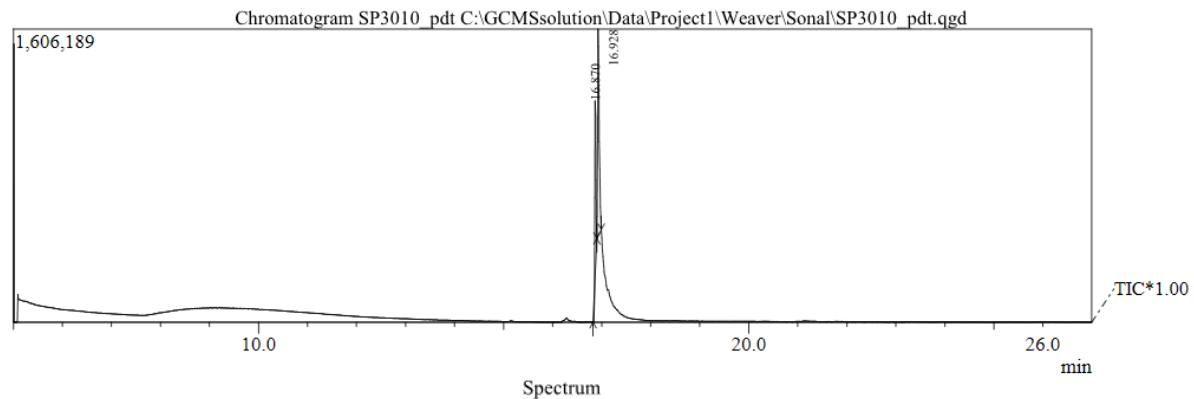 Chromatogram SP3010_pdt C:\GCMSsolution\Data\Project1\Weaver\Sonal\SP3010_pdt.qgd
1,606,189
16.870
16.928
TIC*1.00
10.0
20.0
26.0
min
Spectrum